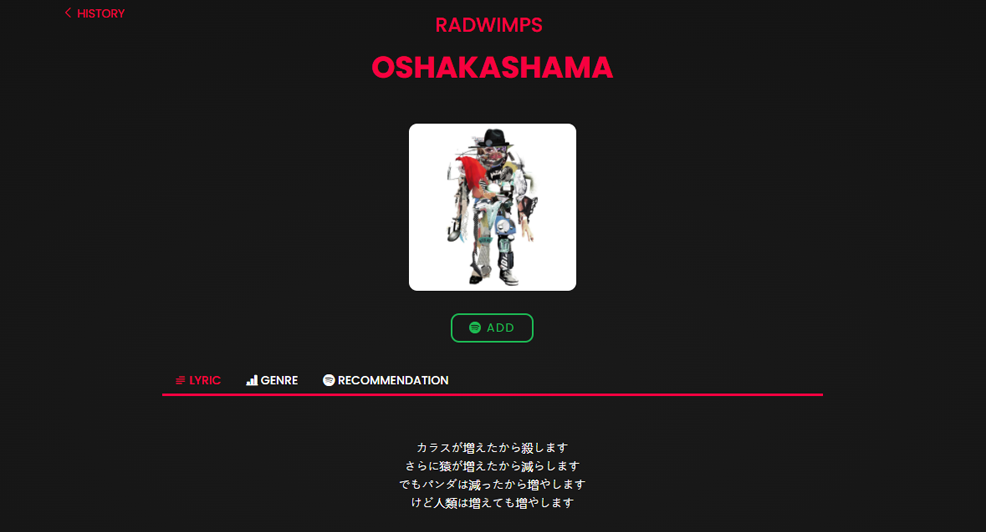 HISTORY
RADWIMPS
OSHAKASHAMA
ADD
LYRIC
GENRE
RECOMMENDATION
カラスが増えたから殺します
さらに猿が増えたから減らします
でもパンダは減ったから増やします
けど人類は増えても増やします